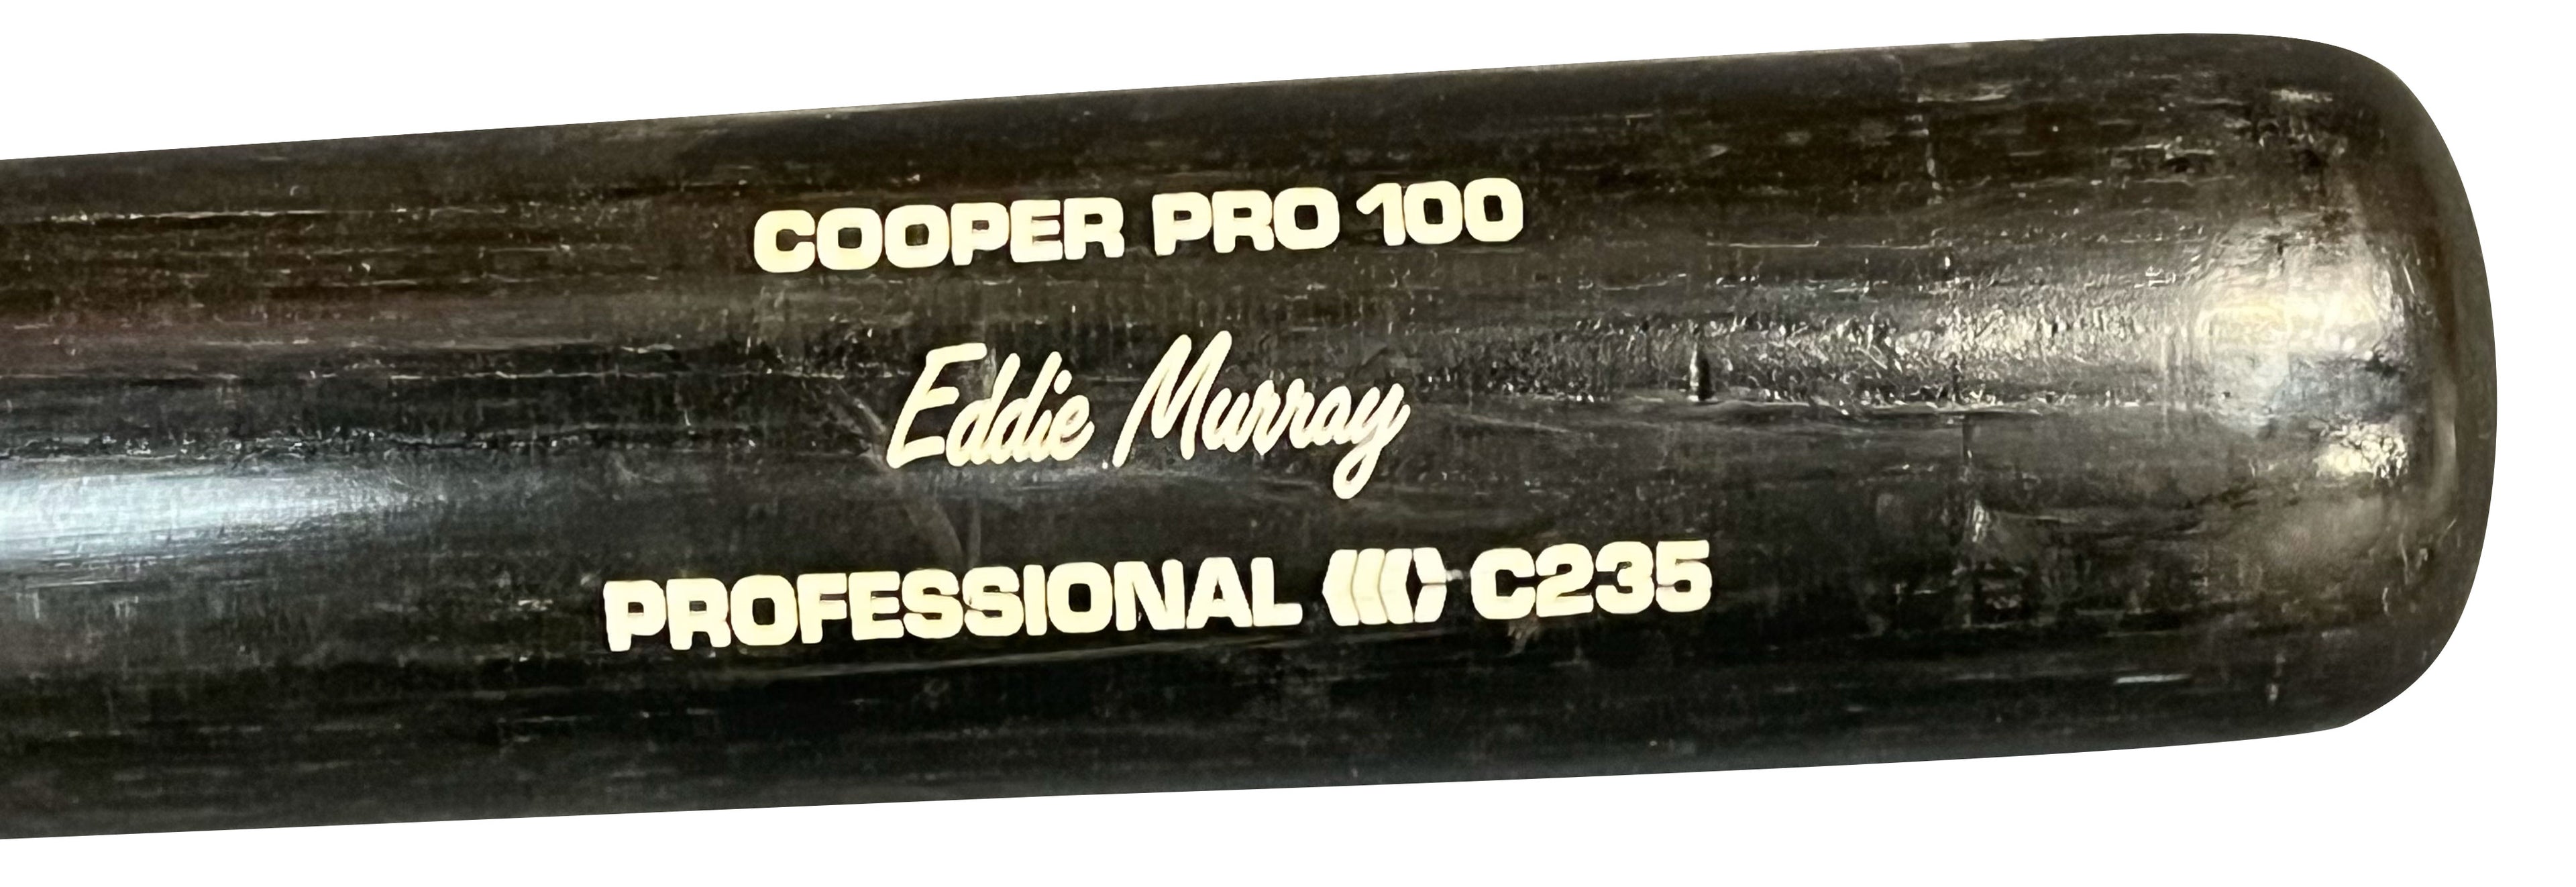 COOPER PRO 100
Eddie Murray
PROFESSIONAL C235